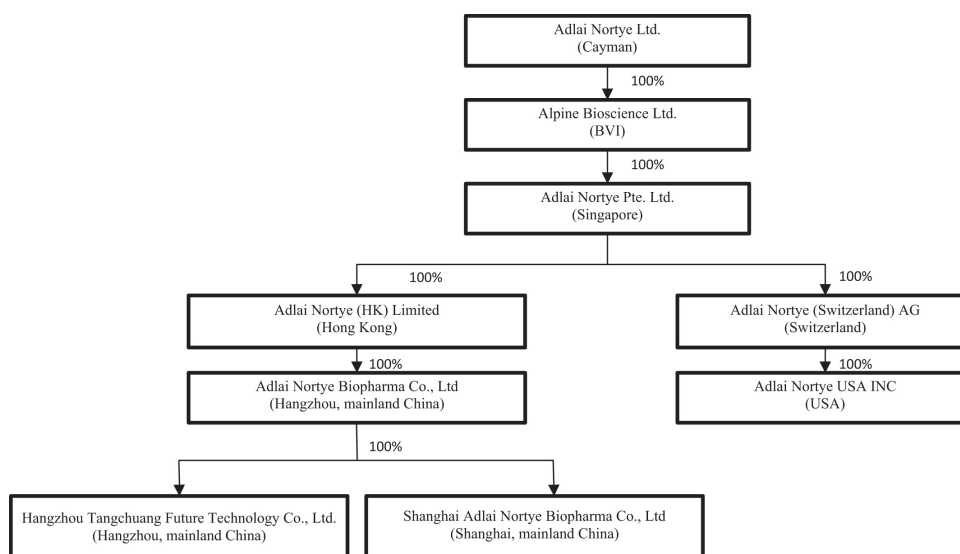 Adlai Nortye Ltd.
(Cayman)
100%
Alpine Bioscience Ltd.
(BVI)
100%
Adlai Nortye Pte. Ltd.
(Singapore)
100%
100%
Adlai Nortye (HK) Limited
(Hong Kong)
Adlai Nortye (Switzerland) AG
(Switzerland)
100%
100%
Adlai Nortye Biopharma Co., Ltd
(Hangzhou, mainland China)
Adlai Nortye USA INC
(USA)
100%
Hangzhou Tangchuang Future Technology Co., Ltd.
(Hangzhou, mainland China)
Shanghai Adlai Nortye Biopharma Co., Ltd
(Shanghai, mainland China)